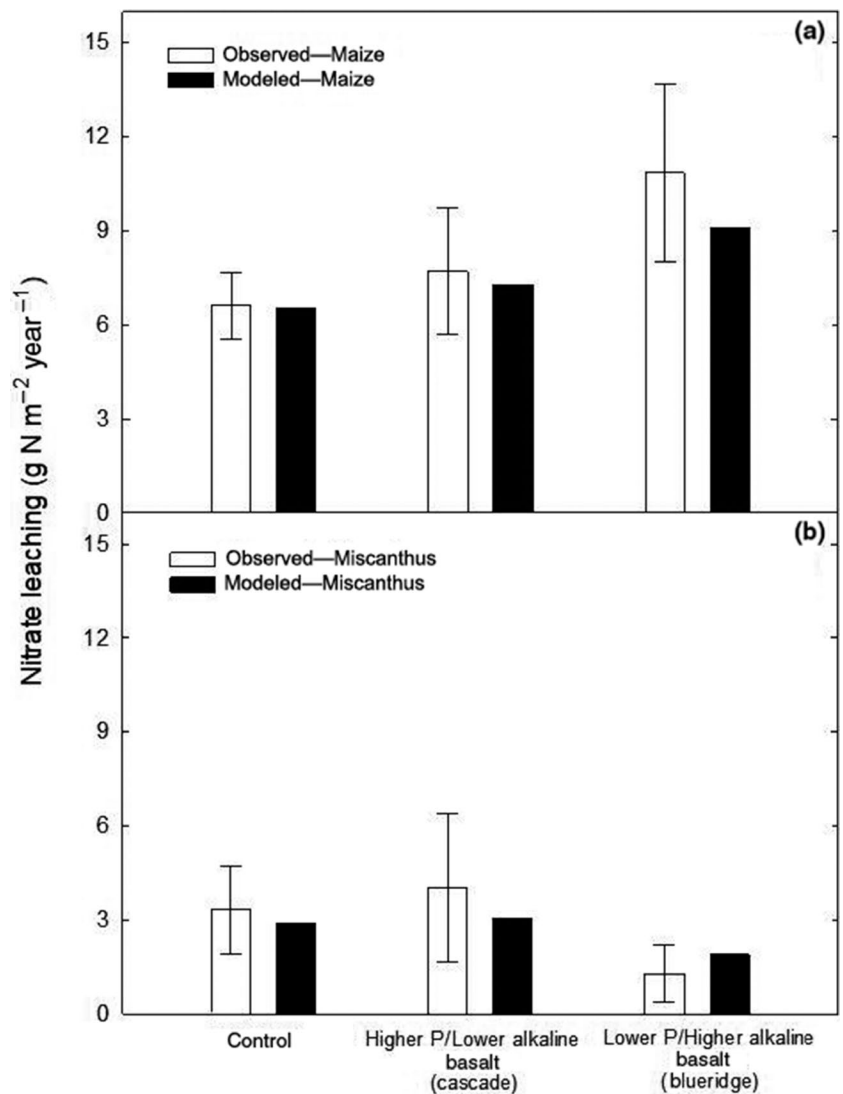 (a)
Observed—Maize
Modeled—Maize
15
12
9
6
3
0
(b)
Observed—Miscanthus
Modeled—Miscanthus
15
12
9
6
3
0
Nitrate leaching (g N m⁻² year⁻¹)
Control
Higher P/Lower alkaline
basalt
(cascade)
Lower P/Higher alkaline
basalt
(blueridge)